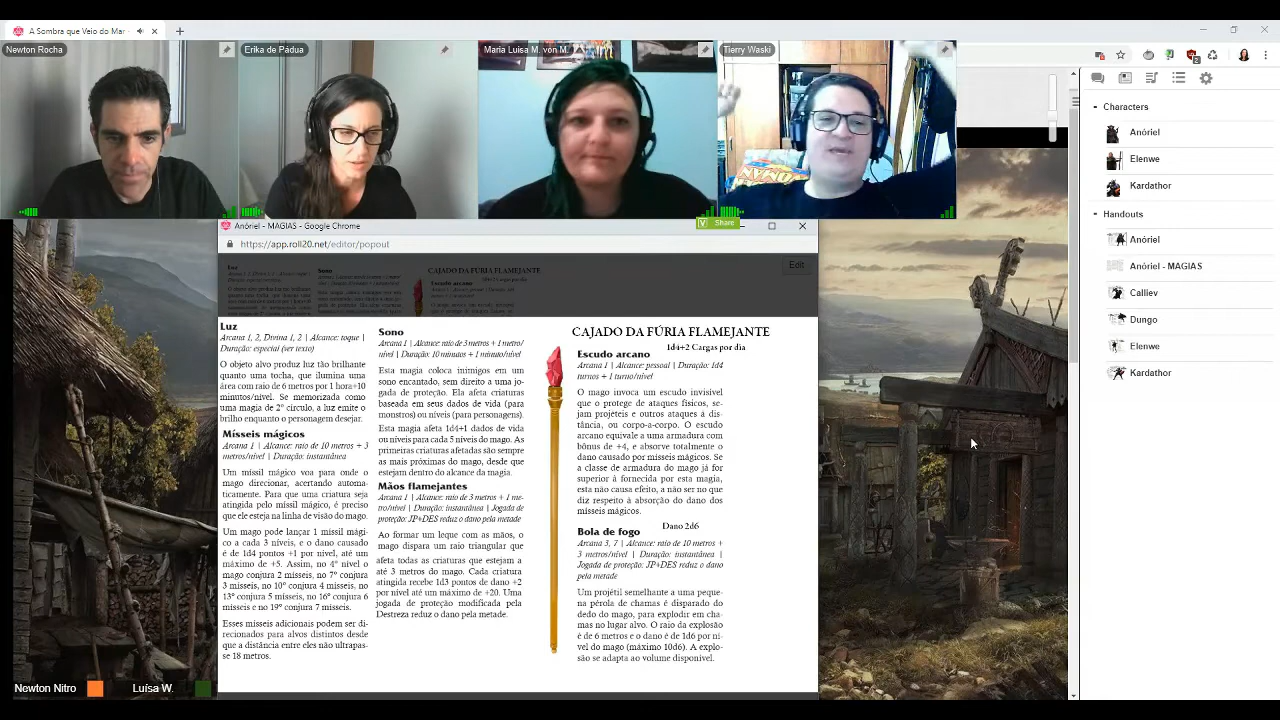 A Sombra que Veio do Mar -
Newton Rocha
Erika de Pádua
Maria Luisa M. von M.
Tierry Waski
Share
Anóriel - MAGIAS - Google Chrome
https://app.roll20.net/editor/popout
Edit
Luz
Arcana 1, 2, Divina 1, 2 | Alcance: toque |
Duração: especial (ver texto)
O objeto alvo produz luz tão brilhante
quanto uma tocha, que ilumina uma
área com raio de 6 metros por 1 hora+10
minutos/nível. Se memorizada como
uma magia de 2º círculo, a luz emite o
brilho enquanto o personagem desejar.
Mísseis mágicos
Arcana 1 | Alcance: raio de 10 metros + 3
metros/nível | Duração: instantânea
Um míssil mágico voa para onde o
mago direcionar, acertando automa-
ticamente. Para que uma criatura seja
atingida pelo míssil mágico, é preciso
que ele esteja na linha de visão do mago.
Um mago pode lançar 1 míssil mági-
co a cada 3 níveis, e o dano causado
é de 1d4 pontos +1 por nível, até um
máximo de +5. Assim, no 4º nível o
mago conjura 2 mísseis, no 7º conjura
3 mísseis, no 10º conjura 4 mísseis, no
13º conjura 5 mísseis, no 16º conjura 6
mísseis e no 19º conjura 7 mísseis.
Esses mísseis adicionais podem ser di-
recionados para alvos distintos desde
que a distância entre eles não ultrapas-
se 18 metros.
Sono
Arcana 1 | Alcance: raio de 3 metros + 1 metro/
nível | Duração: 10 minutos + 1 minuto/nível
Esta magia coloca inimigos em um
sono encantado, sem direito a uma jo-
gada de proteção. Ela afeta criaturas
baseada em seus dados de vida (para
monstros) ou níveis (para personagens).
Esta magia afeta 1d4+1 dados de vida
ou níveis para cada 5 níveis do mago. As
primeiras criaturas afetadas são sempre
as mais próximas do mago, desde que
estejam dentro do alcance da magia.
Mãos flamejantes
Arcana 1 | Alcance: raio de 3 metros + 1 me-
tro/nível | Duração: instantânea | Jogada de
proteção: JP+DES reduz o dano pela metade
Ao formar um leque com as mãos, o
mago dispara um raio triangular que
afeta todas as criaturas que estejam a
até 3 metros do mago. Cada criatura
atingida recebe 1d3 pontos de dano +2
por nível até um máximo de +20. Uma
jogada de proteção modificada pela
Destreza reduz o dano pela metade.
CAJADO DA FÚRIA FLAMEJANTE
1d4+2 Cargas por dia
Escudo arcano
Arcana 1 | Alcance: pessoal | Duração: 1d4
turnos + 1 turno/nível
O mago invoca um escudo invisível
que o protege de ataques físicos, se-
jam projéteis e outros ataques à dis-
tância, ou corpo-a-corpo. O escudo
arcano equivale a uma armadura com
bônus de +4, e absorve totalmente o
dano causado por mísseis mágicos. Se
a classe de armadura do mago já for
superior à fornecida por esta magia,
esta não causa efeito, a não ser no que
diz respeito à absorção do dano dos
mísseis mágicos.
Dano 2d6
Bola de fogo
Arcana 3, 7 | Alcance: raio de 10 metros +
3 metros/nível | Duração: instantânea |
Jogada de proteção: JP+DES reduz o dano
pela metade
Um projétil semelhante a uma peque-
na pérola de chamas é disparado do
dedo do mago, para explodir em cha-
mas no lugar alvo. O raio da explosão
é de 6 metros e o dano é de 1d6 por ní-
vel do mago (máximo 10d6). A explo-
são se adapta ao volume disponível.
Newton Nitro
Luísa W.
Characters
Anóriel
Elenwe
Kardathor
Handouts
Anóriel
Anóriel - MAGIAS
Calliev
Dungo
Elenwe
Kardathor